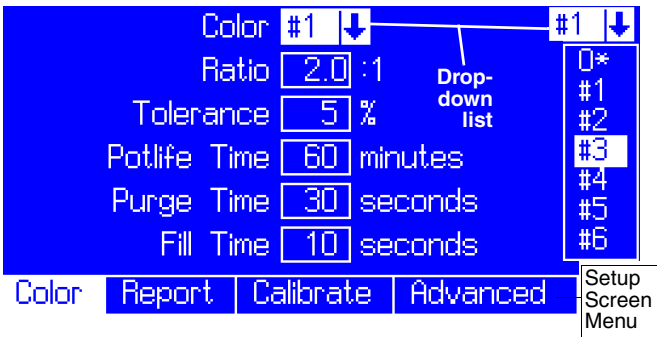 Color #1
#1
Ratio 2.0 :1
Drop-
down
list
Tolerance 5 %
Potlife Time 60 minutes
Purge Time 30 seconds
Fill Time 10 seconds
0*
#1
#2
#3
#4
#5
#6
Color Report Calibrate Advanced
Setup
Screen
Menu